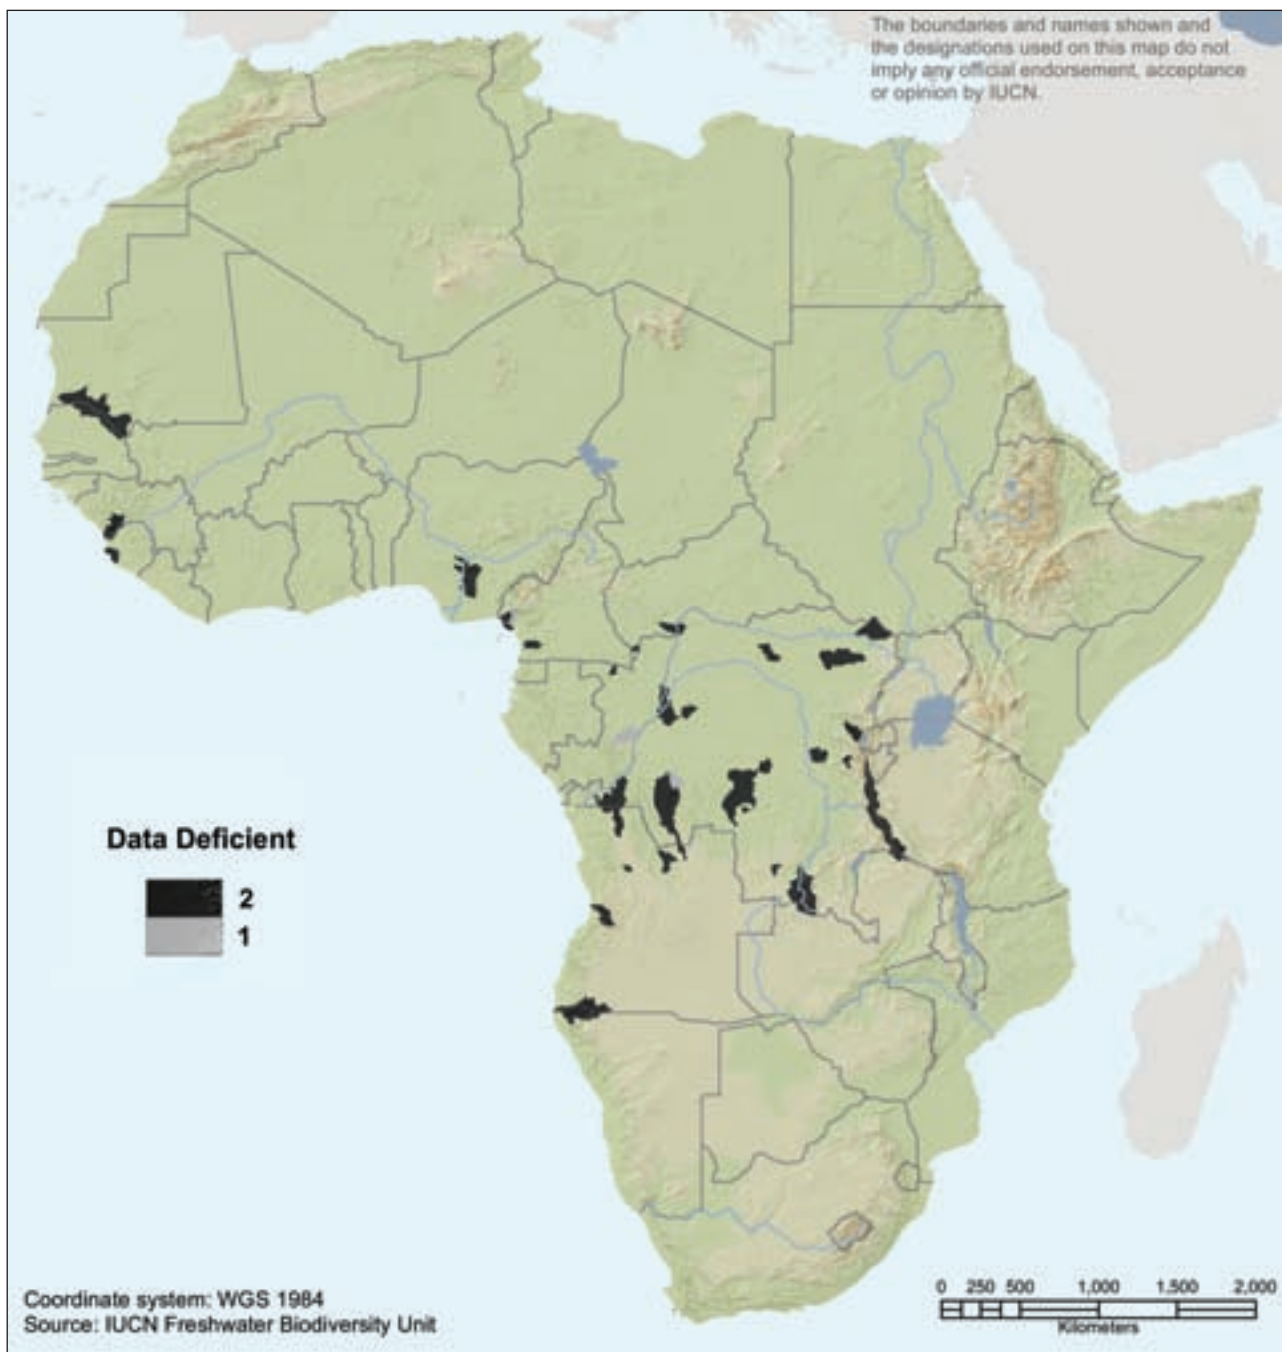 The boundaries and names shown and
the designations used on this map do not
imply any official endorsement, acceptance
or opinion by IUCN.
Data Deficient
2
1
Coordinate system: WGS 1984
Source: IUCN Freshwater Biodiversity Unit
0 250 500 1,000 1,500 2,000
Kilometers